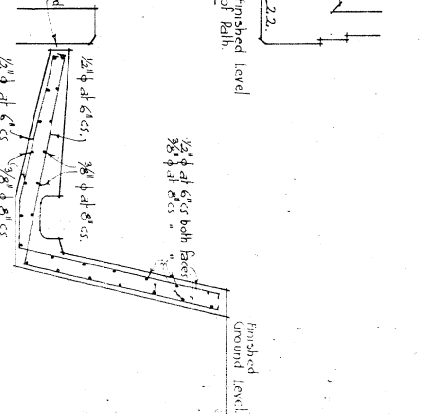 2.2.
Finished Level
of Path.
1/2" φ at 6" cs.
3/8" φ at 8" cs.
1/2" φ at 6" cs both faces
3/8" φ at 8" cs " "
1/2" φ at 6" cs
3/8" φ 8" cs
Finished
Ground Level